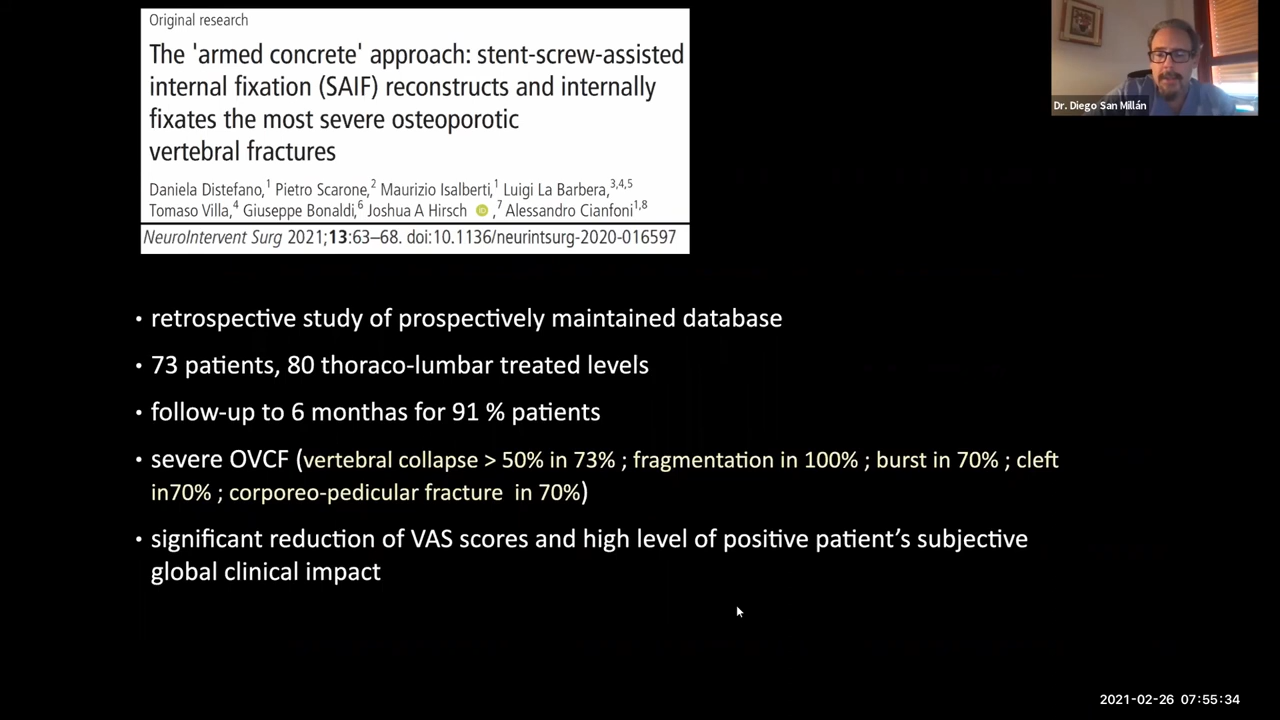 Original research
The 'armed concrete' approach: stent-screw-assisted
internal fixation (SAIF) reconstructs and internally
fixates the most severe osteoporotic
vertebral fractures
Daniela Distefano,1 Pietro Scarone,2 Maurizio Isalberti,1 Luigi La Barbera,3,4,5
Tomaso Villa,4 Giuseppe Bonaldi,6 Joshua A Hirsch iD ,7 Alessandro Cianfoni1,8
NeuroIntervent Surg 2021;13:63–68. doi:10.1136/neurintsurg-2020-016597
Dr. Diego San Millán
• retrospective study of prospectively maintained database
• 73 patients, 80 thoraco-lumbar treated levels
• follow-up to 6 monthas for 91 % patients
• severe OVCF (vertebral collapse > 50% in 73% ; fragmentation in 100% ; burst in 70% ; cleft
in70% ; corporeo-pedicular fracture in 70%)
• significant reduction of VAS scores and high level of positive patient’s subjective
global clinical impact
2021-02-26 07:55:34